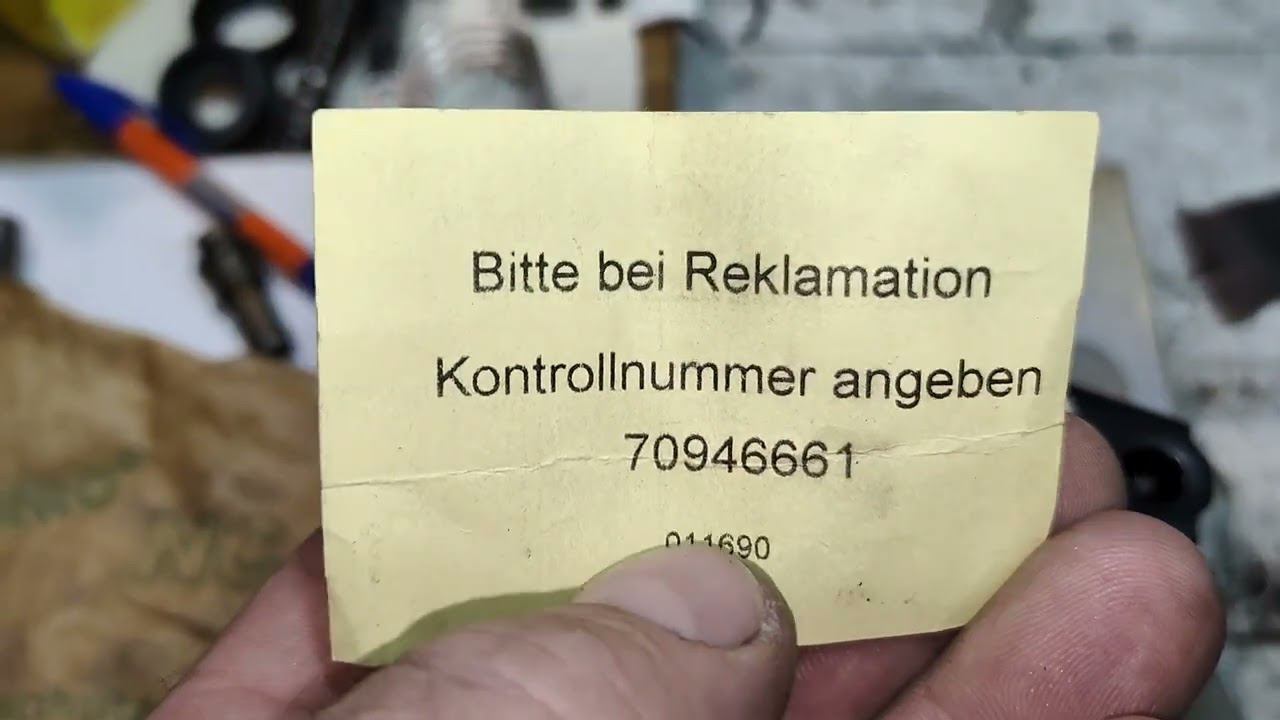 Bitte bei Reklamation
Kontrollnummer angeben
70946661
011690